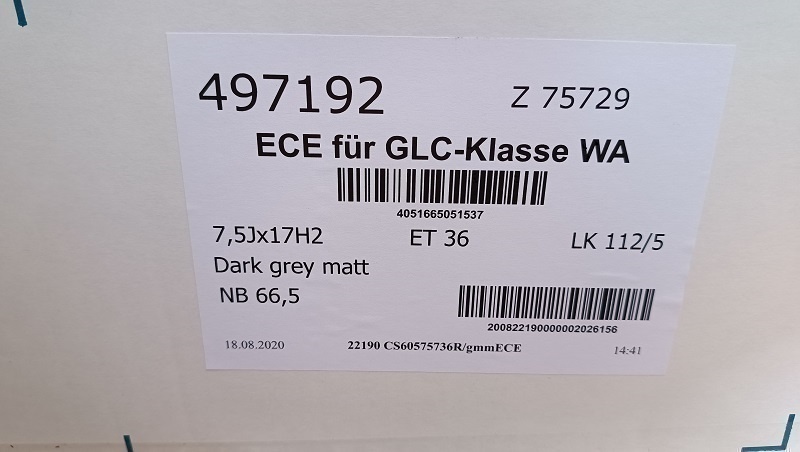 497192 Z 75729
ECE für GLC-Klasse WA
4051665051537
7,5Jx17H2 ET 36 LK 112/5
Dark grey matt
NB 66,5
200822190000002026156
18.08.2020 22190 CS60575736R/gmmECE 14:41